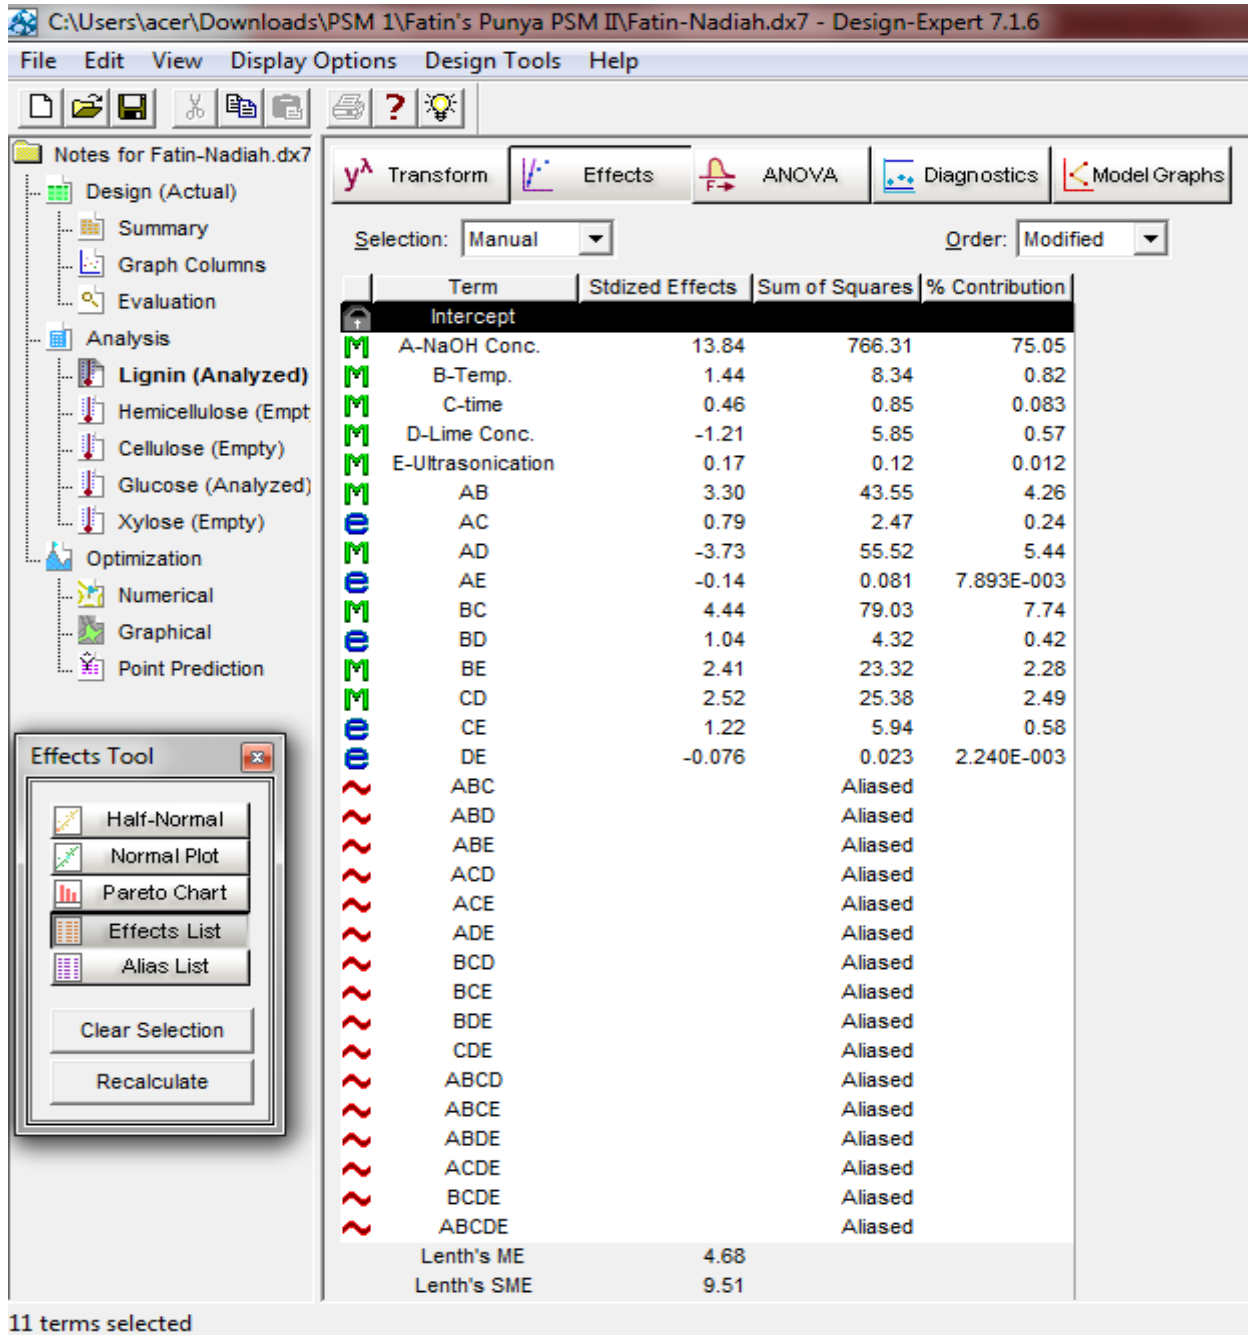 C:\Users\acer\Downloads\PSM 1\Fatin's Punya PSM II\Fatin-Nadiah.dx7 - Design-Expert 7.1.6
File Edit View Display Options Design Tools Help
Notes for Fatin-Nadiah.dx7
Design (Actual)
Summary
Graph Columns
Evaluation
Analysis
Lignin (Analyzed)
Hemicellulose (Empt
Cellulose (Empty)
Glucose (Analyzed)
Xylose (Empty)
Optimization
Numerical
Graphical
Point Prediction
Effects Tool
Half-Normal
Normal Plot
Pareto Chart
Effects List
Alias List
Clear Selection
Recalculate
yλ Transform Effects F ANOVA Diagnostics Model Graphs
Selection: Manual Order: Modified
Term Stdized Effects Sum of Squares % Contribution
Intercept
M A-NaOH Conc. 13.84 766.31 75.05
M B-Temp. 1.44 8.34 0.82
M C-time 0.46 0.85 0.083
M D-Lime Conc. -1.21 5.85 0.57
M E-Ultrasonication 0.17 0.12 0.012
M AB 3.30 43.55 4.26
e AC 0.79 2.47 0.24
M AD -3.73 55.52 5.44
e AE -0.14 0.081 7.893E-003
M BC 4.44 79.03 7.74
e BD 1.04 4.32 0.42
M BE 2.41 23.32 2.28
M CD 2.52 25.38 2.49
e CE 1.22 5.94 0.58
e DE -0.076 0.023 2.240E-003
~ ABC Aliased
~ ABD Aliased
~ ABE Aliased
~ ACD Aliased
~ ACE Aliased
~ ADE Aliased
~ BCD Aliased
~ BCE Aliased
~ BDE Aliased
~ CDE Aliased
~ ABCD Aliased
~ ABCE Aliased
~ ABDE Aliased
~ ACDE Aliased
~ BCDE Aliased
~ ABCDE Aliased
Lenth's ME 4.68
Lenth's SME 9.51
11 terms selected